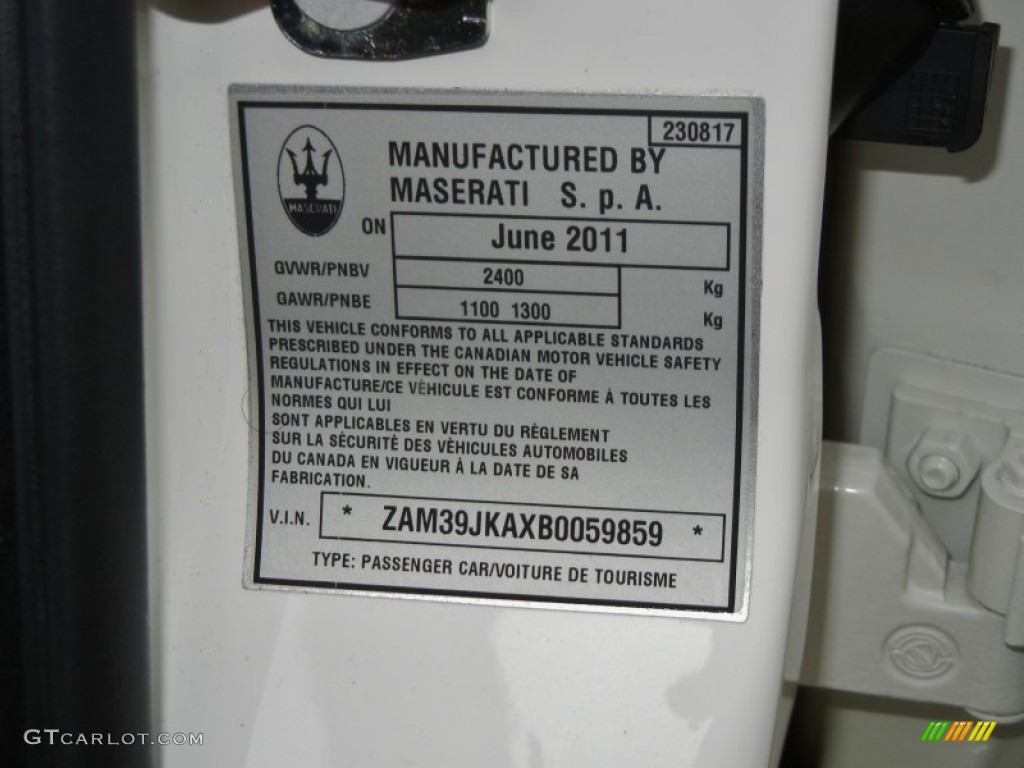 230817
MASERATI
MANUFACTURED BY
MASERATI S. p. A.
ON June 2011
GVWR/PNBV 2400 Kg
GAWR/PNBE 1100 1300 Kg
THIS VEHICLE CONFORMS TO ALL APPLICABLE STANDARDS
PRESCRIBED UNDER THE CANADIAN MOTOR VEHICLE SAFETY
REGULATIONS IN EFFECT ON THE DATE OF
MANUFACTURE/CE VÉHICULE EST CONFORME À TOUTES LES
NORMES QUI LUI
SONT APPLICABLES EN VERTU DU RÉGLEMENT
SUR LA SÉCURITÉ DES VÈHICULES AUTOMOBILES
DU CANADA EN VIGUEUR À LA DATE DE SA
FABRICATION.
V.I.N. * ZAM39JKAXB0059859 *
TYPE: PASSENGER CAR/VOITURE DE TOURISME
GTCARLOT.COM